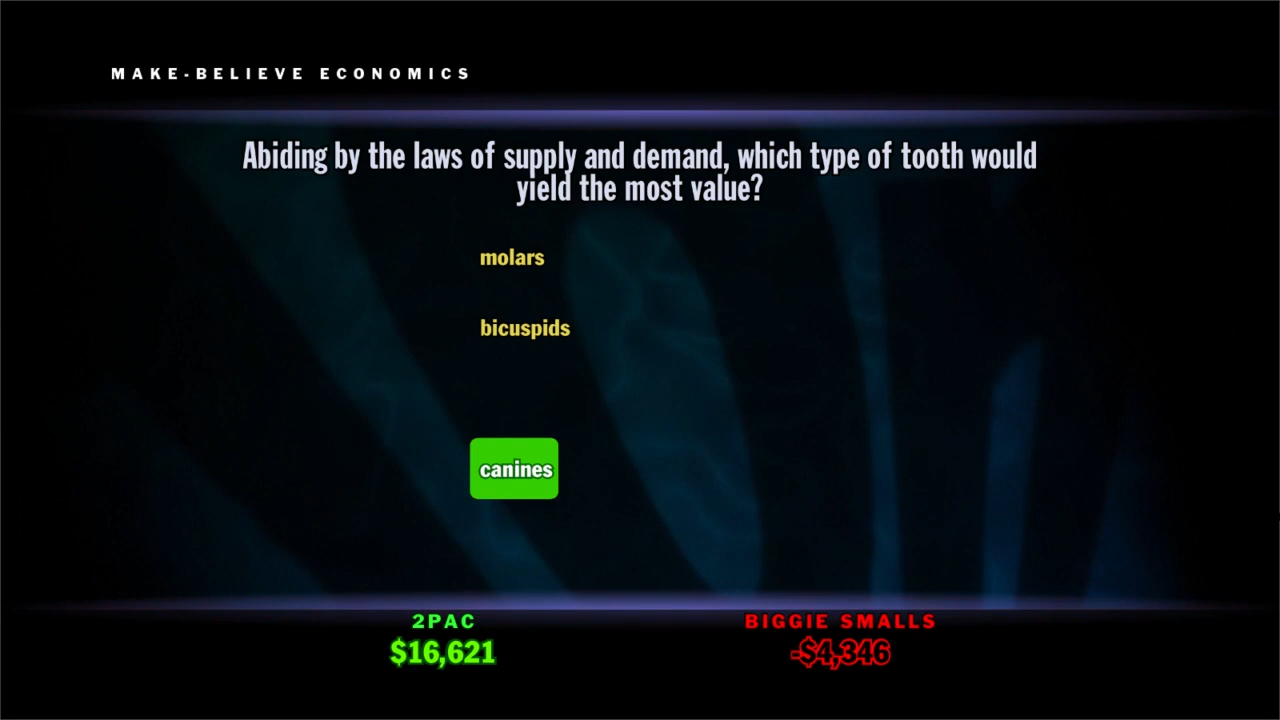 MAKE-BELIEVE ECONOMICS
Abiding by the laws of supply and demand, which type of tooth would
yield the most value?
molars
bicuspids
canines
2PAC
$16,621
BIGGIE SMALLS
-$4,346